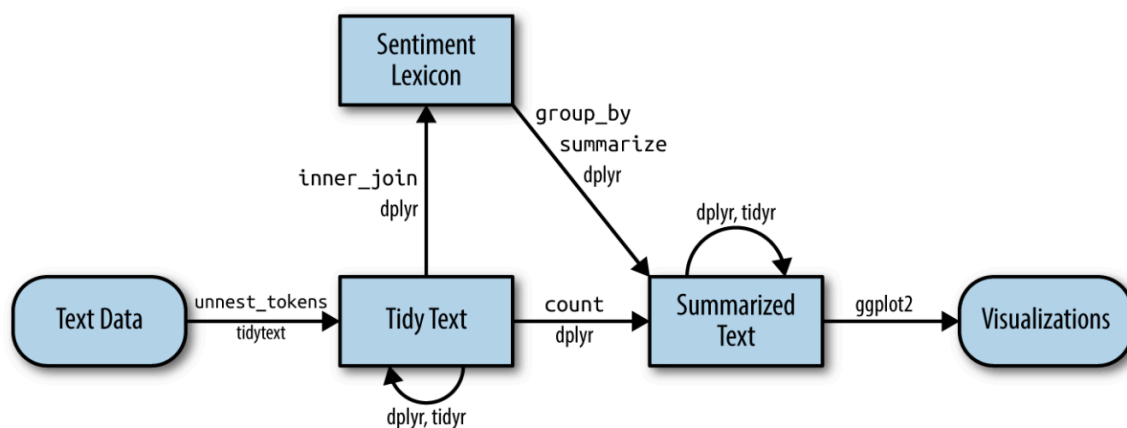 Sentiment
Lexicon
group_by
summarize
dplyr
inner_join
dplyr
dplyr, tidyr
Text Data
unnest_tokens
tidytext
Tidy Text
count
dplyr
Summarized
Text
ggplot2
Visualizations
dplyr, tidyr